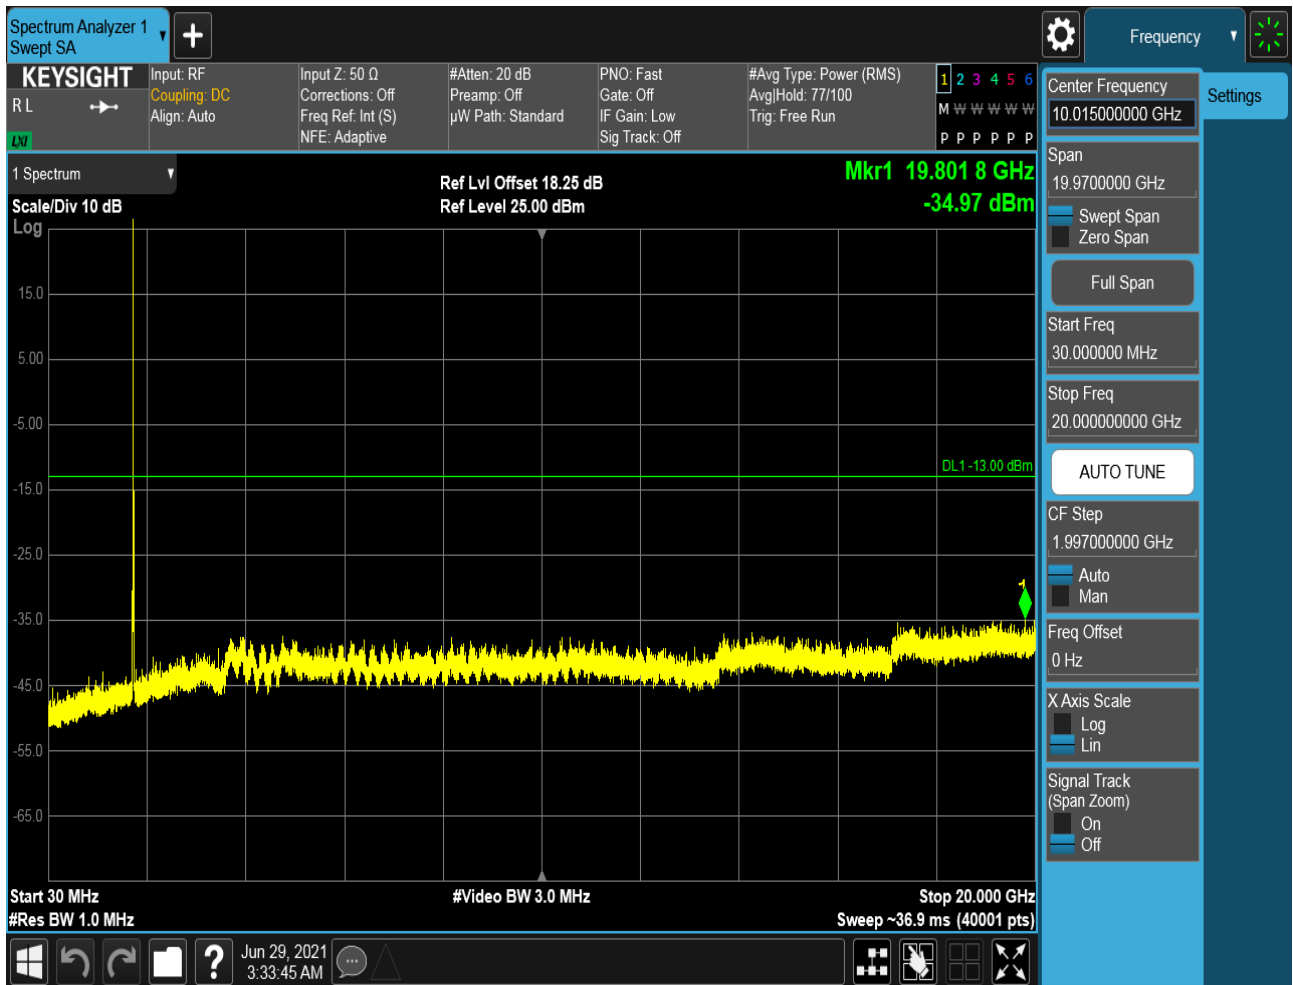 Spectrum Analyzer 1
Swept SA
Frequency
KEYSIGHT
R L
LXI
Input: RF
Coupling: DC
Align: Auto
Input Z: 50 Ω
Corrections: Off
Freq Ref: Int (S)
NFE: Adaptive
#Atten: 20 dB
Preamp: Off
µW Path: Standard
PNO: Fast
Gate: Off
IF Gain: Low
Sig Track: Off
#Avg Type: Power (RMS)
Avg|Hold: 77/100
Trig: Free Run
1 2 3 4 5 6
M W W W W W
P P P P P P
1 Spectrum
Scale/Div 10 dB
Log
Ref Lvl Offset 18.25 dB
Ref Level 25.00 dBm
Mkr1 19.801 8 GHz
-34.97 dBm
15.0
5.00
-5.00
-15.0
-25.0
-35.0
-45.0
-55.0
-65.0
DL1 -13.00 dBm
1
Start 30 MHz
#Res BW 1.0 MHz
#Video BW 3.0 MHz
Stop 20.000 GHz
Sweep ~36.9 ms (40001 pts)
Jun 29, 2021
3:33:45 AM
Center Frequency
10.015000000 GHz
Settings
Span
19.9700000 GHz
Swept Span
Zero Span
Full Span
Start Freq
30.000000 MHz
Stop Freq
20.000000000 GHz
AUTO TUNE
CF Step
1.997000000 GHz
Auto
Man
Freq Offset
0 Hz
X Axis Scale
Log
Lin
Signal Track
(Span Zoom)
On
Off